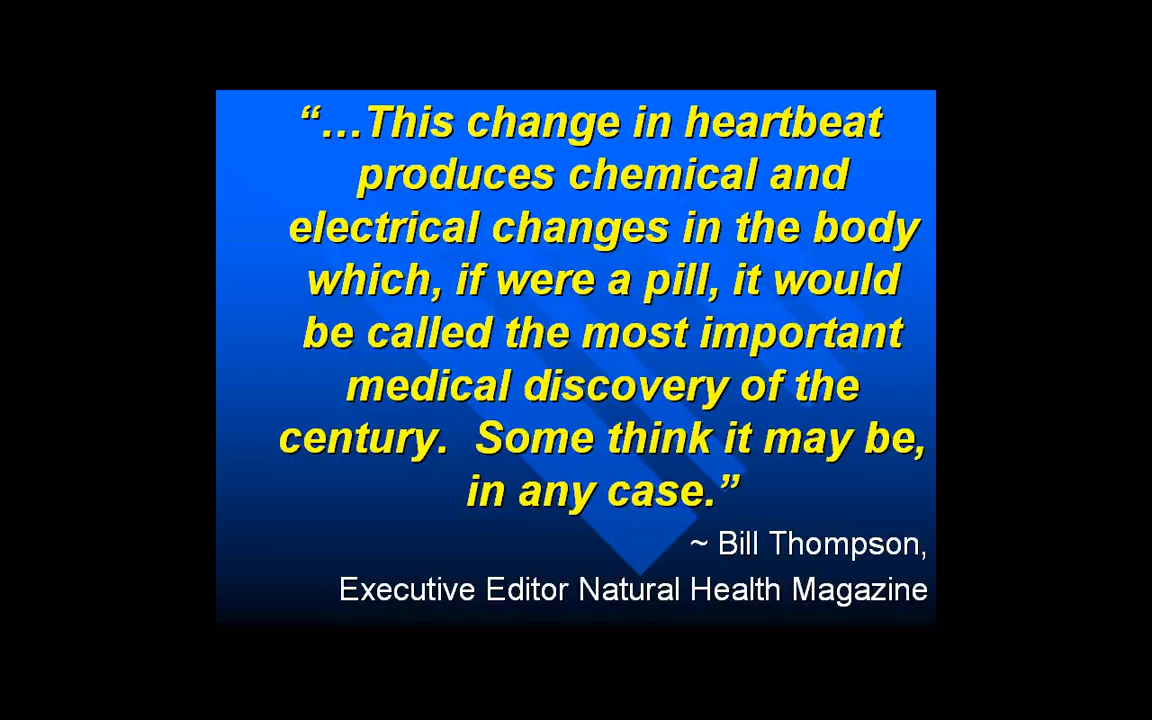 “…This change in heartbeat
produces chemical and
electrical changes in the body
which, if were a pill, it would
be called the most important
medical discovery of the
century.  Some think it may be,
in any case.”
~ Bill Thompson,
Executive Editor Natural Health Magazine